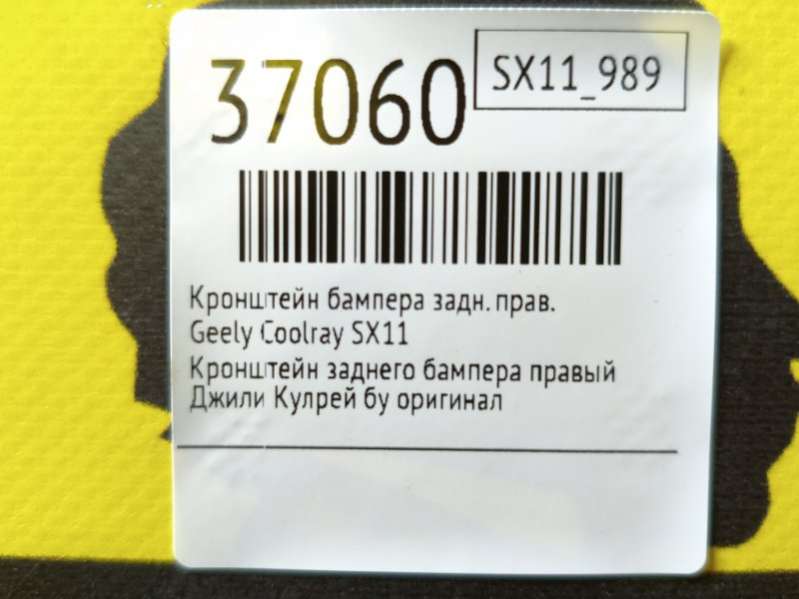 37060
SX11_989
Кронштейн бампера задн. прав.
Geely Coolray SX11
Кронштейн заднего бампера правый
Джили Кулрей бу оригинал